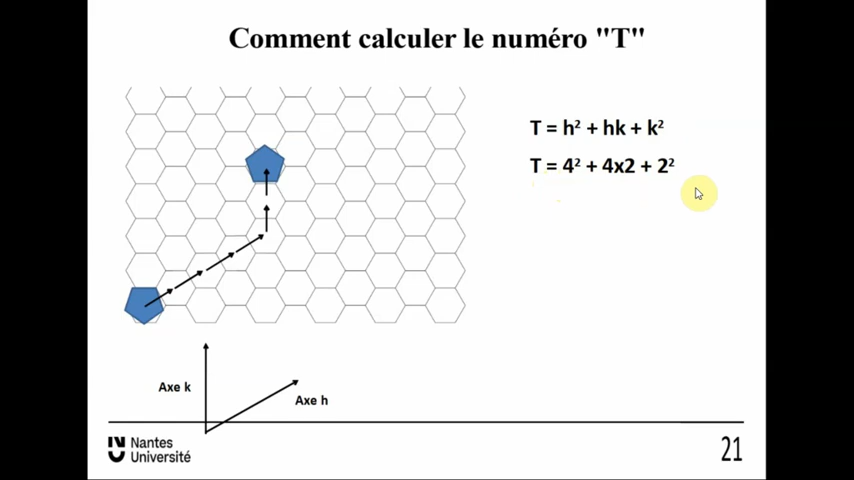 Comment calculer le numéro "T"
T = h² + hk + k²
T = 4² + 4x2 + 2²
Axe k
Axe h
Nantes
Université
21